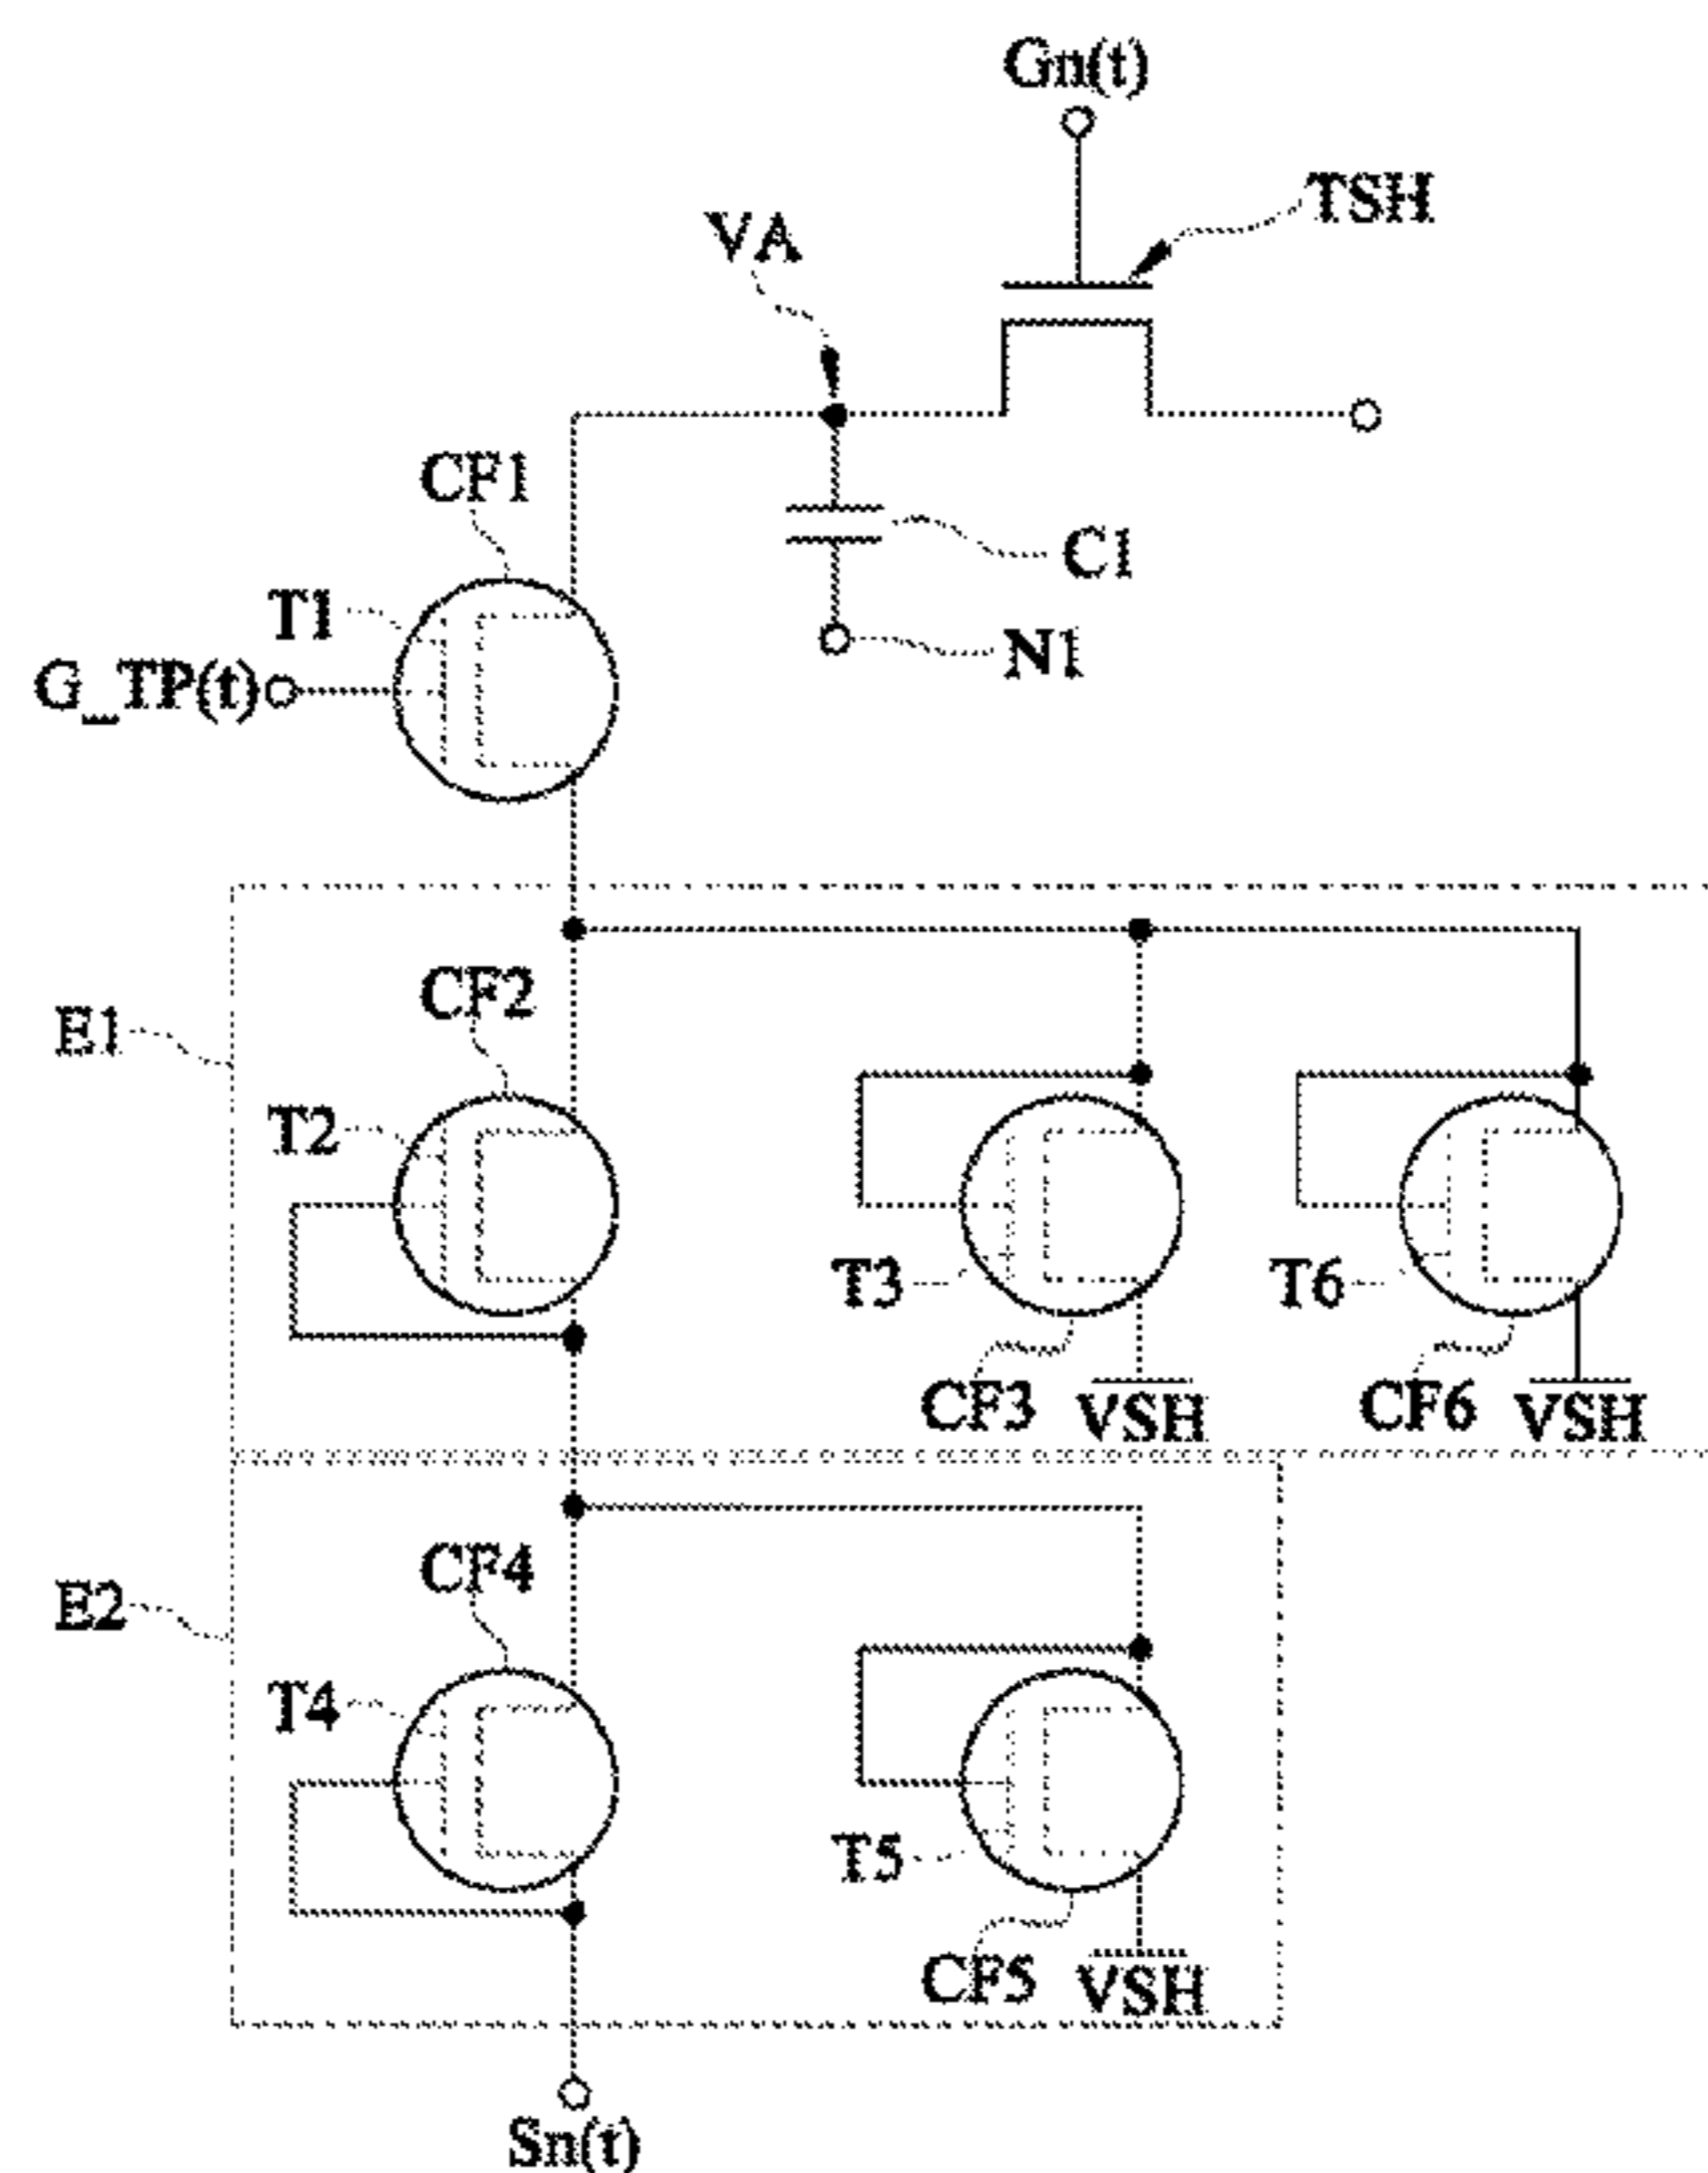 Gn(t)
TSH
VA
CF1
C1
T1
N1
G_TP(t)
CF2
E1
T2
T3
T6
CF3
VSH
CF6
VSH
CF4
E2
T4
T5
CF5
VSH
Sn(t)